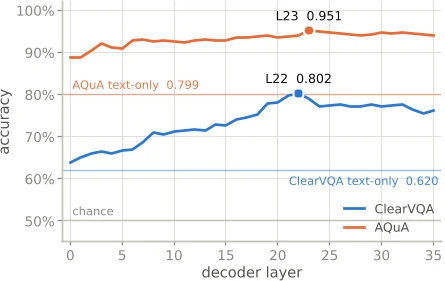 100%
L23 0.951
90%
AQuA text-only 0.799
L22 0.802
80%
accuracy
70%
ClearVQA text-only 0.620
60%
chance
ClearVQA
50%
AQuA
0 5 10 15 20 25 30 35
decoder layer